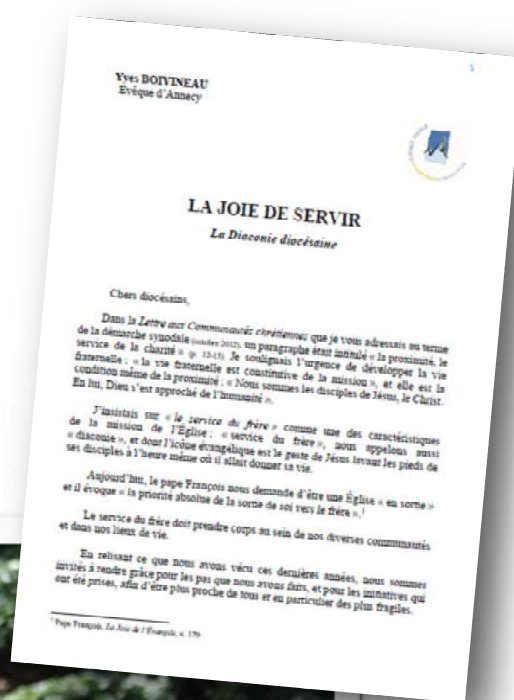 1
Yves BOIVINEAU
Évêque d'Annecy
LA JOIE DE SERVIR
La Diaconie diocésaine
Chers diocésains,
Dans la Lettre aux Communautés chrétiennes que je vous adressais au terme
de la démarche synodale (octobre 2012), un paragraphe était intitulé « la proximité, le
service de la charité » (p. 12-13). Je soulignais l'urgence de développer la vie
fraternelle : « la vie fraternelle est constitutive de la mission », et elle est la
condition même de la proximité : « Nous sommes les disciples de Jésus, le Christ.
En lui, Dieu s'est approché de l'humanité ».
J'insistais sur « le service du frère » comme une des caractéristiques
de la mission de l'Église ; « service du frère », nous appelons aussi
« diaconie », et dont l'icône évangélique est le geste de Jésus lavant les pieds de
ses disciples à l'heure même où il allait donner sa vie.
Aujourd'hui, le pape François nous demande d'être une Église « en sortie »
et il évoque « la priorité absolue de la sortie de soi vers le frère ».¹
Le service du frère doit prendre corps au sein de nos diverses communautés
et dans nos lieux de vie.
En relisant ce que nous avons vécu ces dernières années, nous sommes
invités à rendre grâce pour les pas que nous avons faits, et pour les initiatives qui
ont été prises, afin d'être plus proche de tous et en particulier des plus fragiles.
¹ Pape François, La Joie de l'Évangile, n. 179